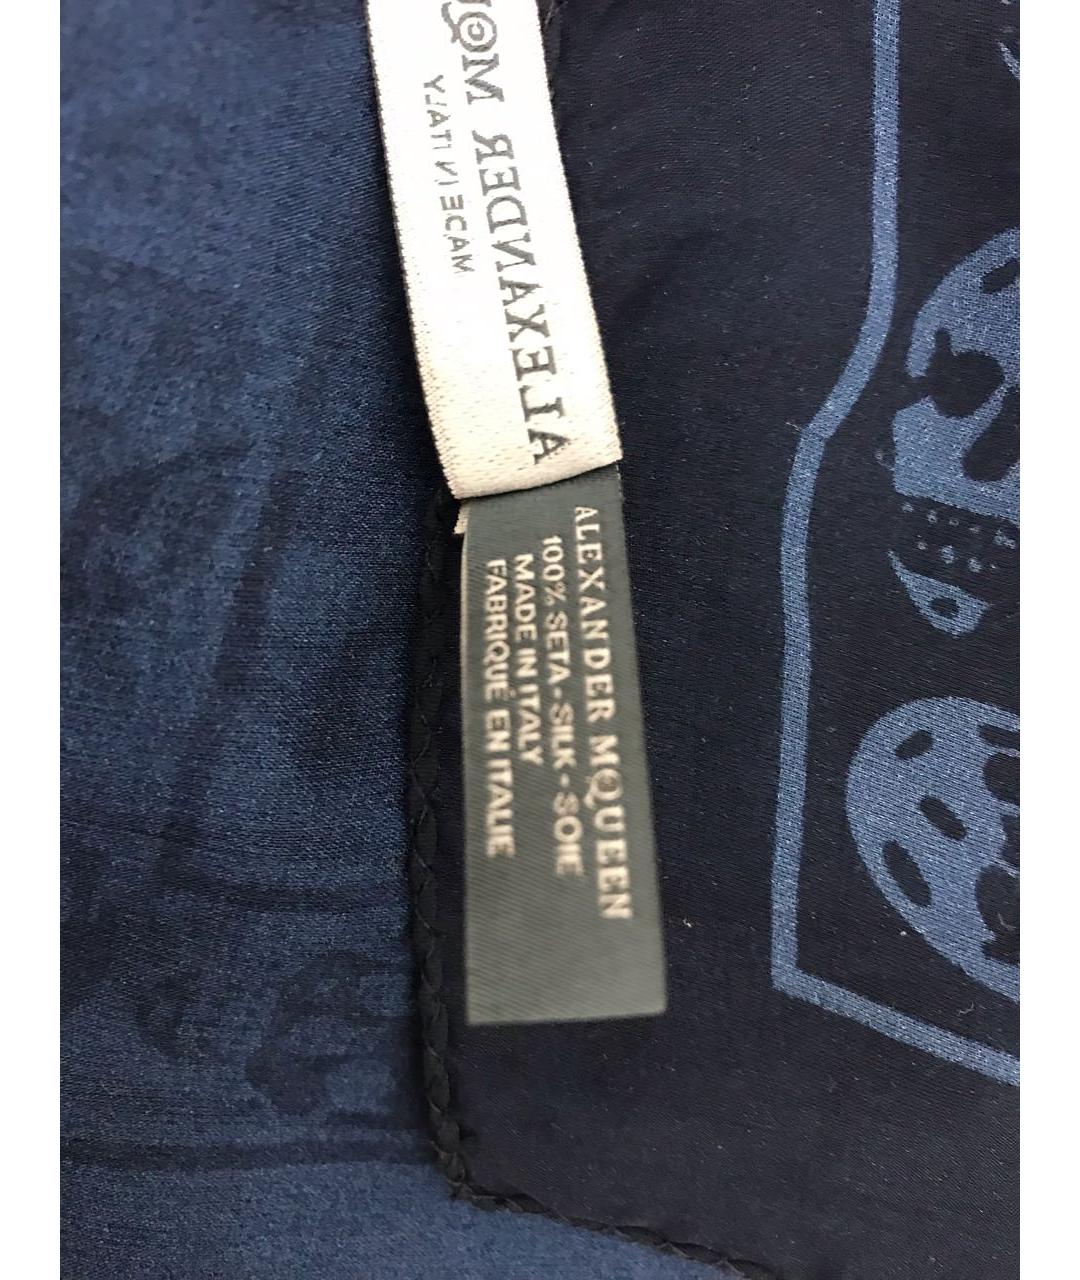 ALEXANDER MQ
MADE IN ITALY
ALEXANDER MQUEEN
100% SETA - SILK - SOIE
MADE IN ITALY
FABRIQUÉ EN ITALIE